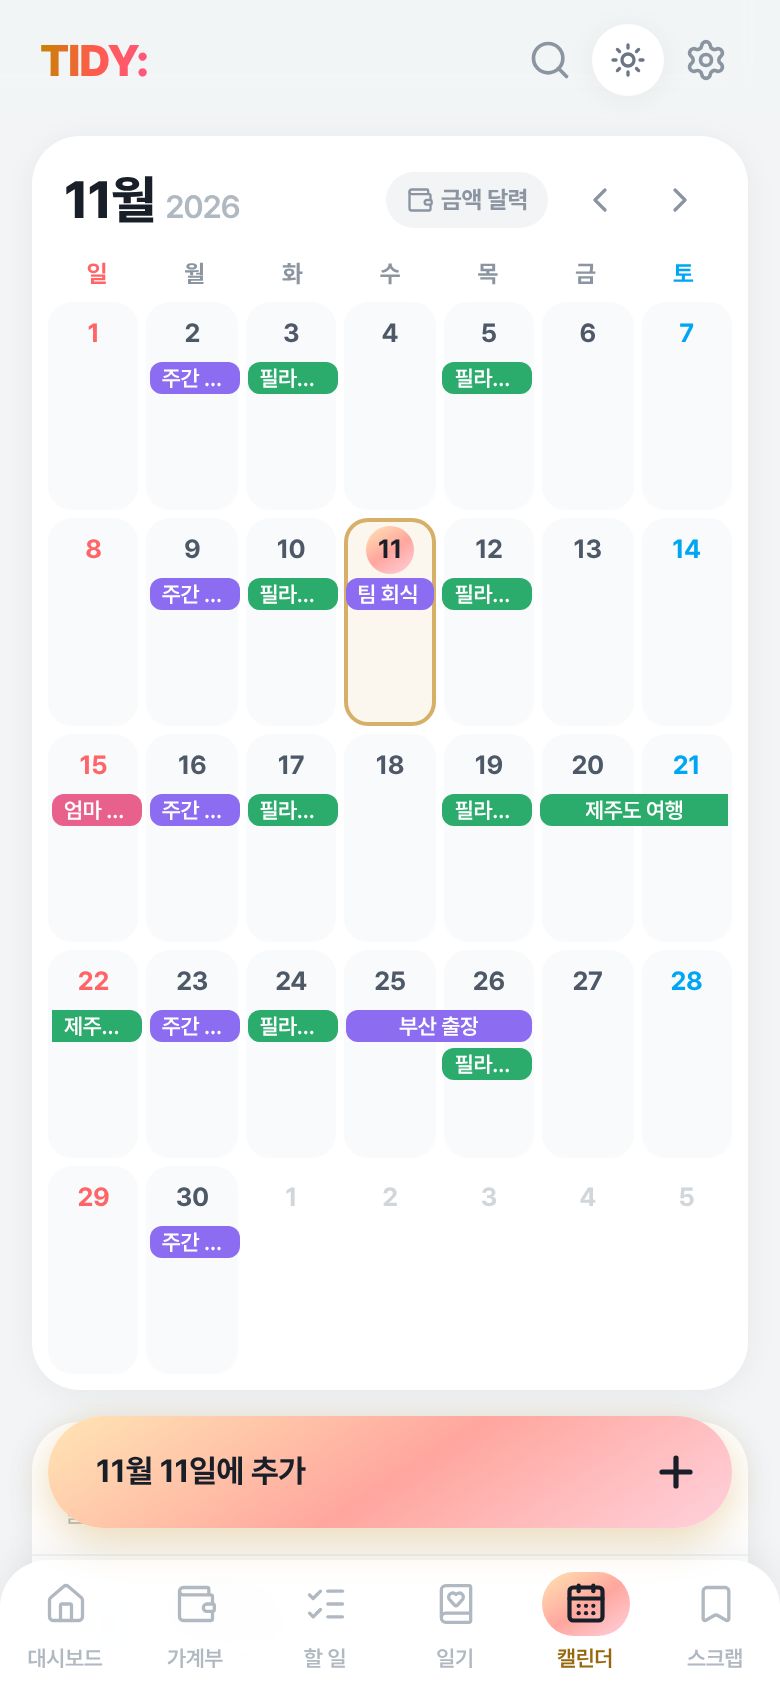 TIDY:
11월 2026 금액 달력
일 월 화 수 목 금 토
1 2 3 4 5 6 7
주간 ... 필라... 필라...
8 9 10 11 12 13 14
주간 ... 필라... 팀 회식 필라...
15 16 17 18 19 20 21
엄마 ... 주간 ... 필라... 필라... 제주도 여행
22 23 24 25 26 27 28
제주... 주간 ... 필라... 부산 출장
필라...
29 30 1 2 3 4 5
주간 ...
11월 11일에 추가
대시보드 가계부 할 일 일기 캘린더 스크랩